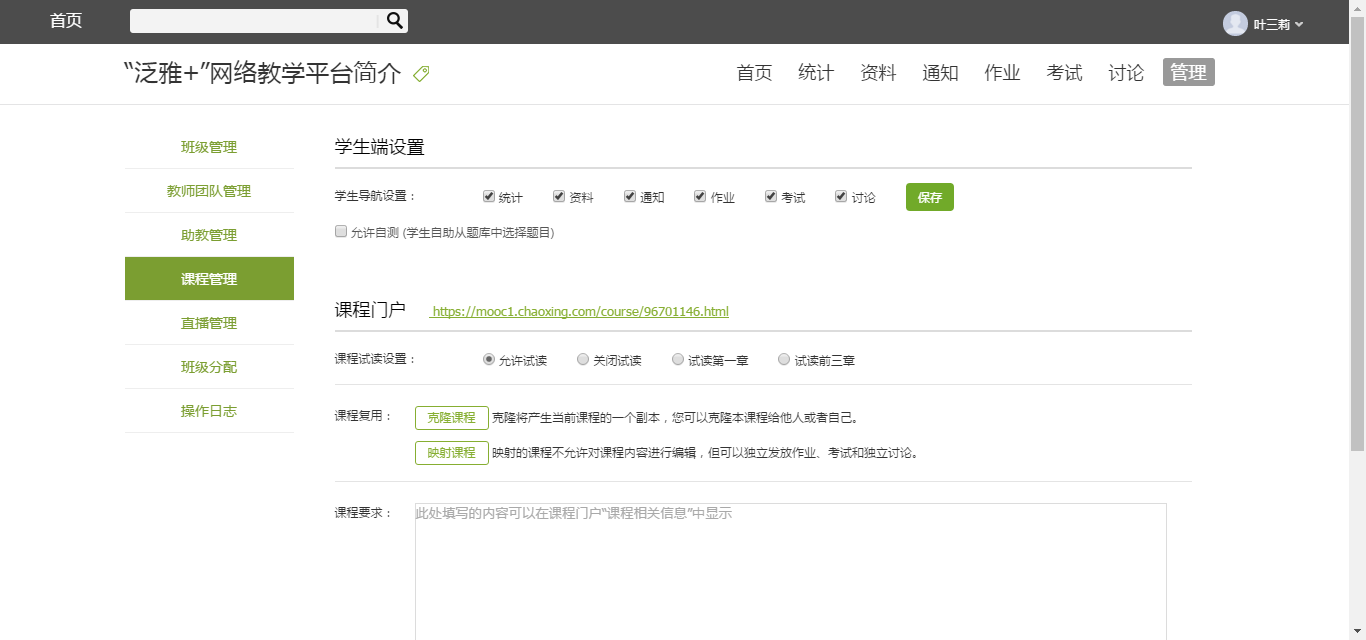 首页
叶三莉
“泛雅+”网络教学平台简介
首页 统计 资料 通知 作业 考试 讨论 管理
班级管理
教师团队管理
助教管理
课程管理
直播管理
班级分配
操作日志
学生端设置
学生导航设置： 统计 资料 通知 作业 考试 讨论 保存
允许自测 (学生自助从题库中选择题目)
课程门户 https://mooc1.chaoxing.com/course/96701146.html
课程试读设置： 允许试读 关闭试读 试读第一章 试读前三章
课程复用： 克隆课程 克隆将产生当前课程的一个副本，您可以克隆本课程给他人或者自己。
映射课程 映射的课程不允许对课程内容进行编辑，但可以独立发放作业、考试和独立讨论。
课程要求： 此处填写的内容可以在课程门户“课程相关信息”中显示